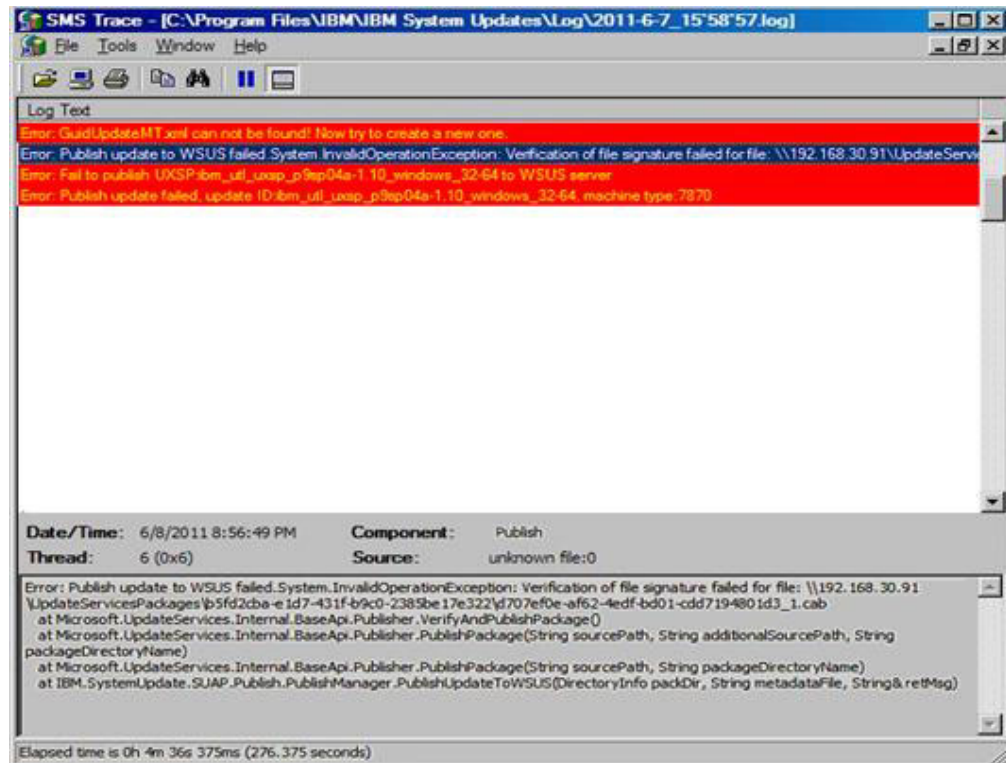 SMS Trace - [C:\Program Files\IBM\IBM System Updates\Log\2011-6-7_15'58'57.log]
File Tools Window Help
Log Text
Error: GuidUpdateMT.xml can not be found! Now try to create a new one.
Error: Publish update to WSUS failed.System.InvalidOperationException: Verification of file signature failed for file: \\192.168.30.91\UpdateServi
Error: Fail to publish UXSP:ibm_utl_uxsp_p9sp04a-1.10_windows_32-64 to WSUS server
Error: Publish update failed, update ID:ibm_utl_uxsp_p9sp04a-1.10_windows_32-64, machine type:7870
Date/Time: 6/8/2011 8:56:49 PM Component: Publish
Thread: 6 (0x6) Source: unknown file:0
Error: Publish update to WSUS failed.System.InvalidOperationException: Verification of file signature failed for file: \\192.168.30.91
\UpdateServicesPackages\b5fd2cba-e1d7-431f-b9c0-2385be17e322\d707ef0e-af62-4edf-bd01-cdd7194801d3_1.cab
at Microsoft.UpdateServices.Internal.BaseApi.Publisher.VerifyAndPublishPackage()
at Microsoft.UpdateServices.Internal.BaseApi.Publisher.PublishPackage(String sourcePath, String additionalSourcePath, String
packageDirectoryName)
at Microsoft.UpdateServices.Internal.BaseApi.Publisher.PublishPackage(String sourcePath, String packageDirectoryName)
at IBM.SystemUpdate.SUAP.Publish.PublishManager.PublishUpdateToWSUS(DirectoryInfo packDir, String metadataFile, String& retMsg)
Elapsed time is 0h 4m 36s 375ms (276.375 seconds)